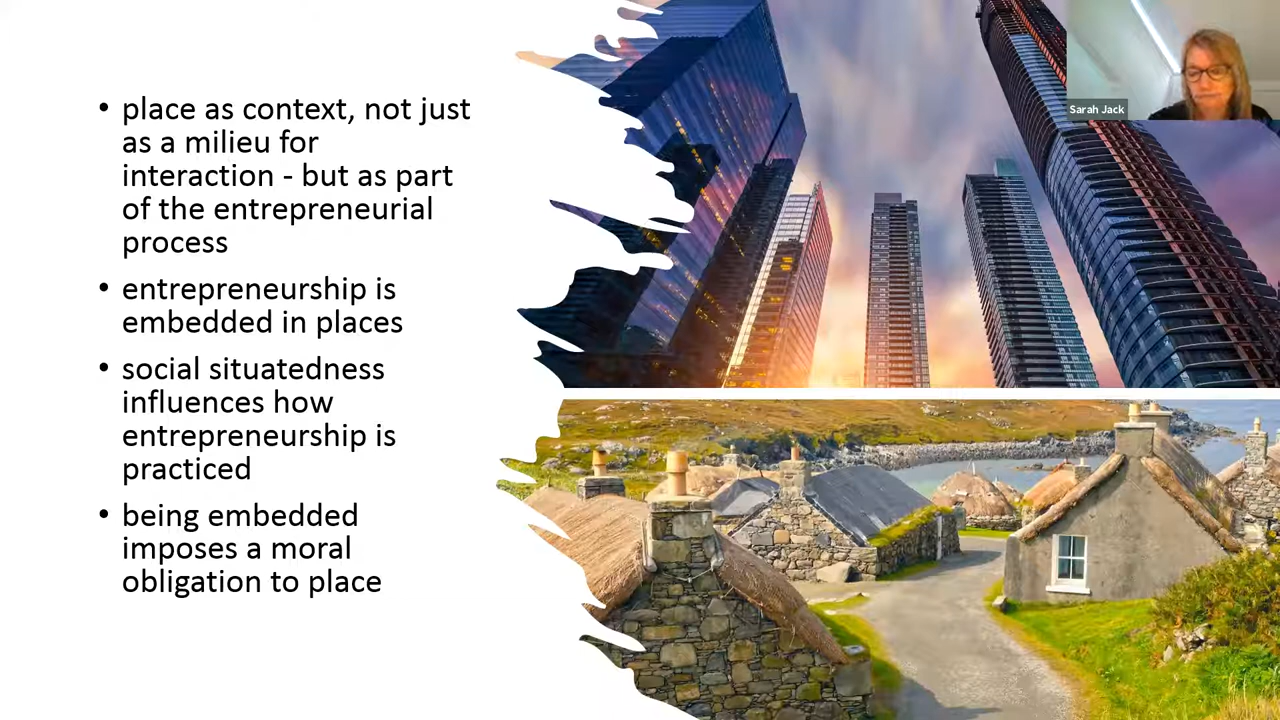 • place as context, not just
as a milieu for
interaction - but as part
of the entrepreneurial
process
• entrepreneurship is
embedded in places
• social situatedness
influences how
entrepreneurship is
practiced
• being embedded
imposes a moral
obligation to place
Sarah Jack